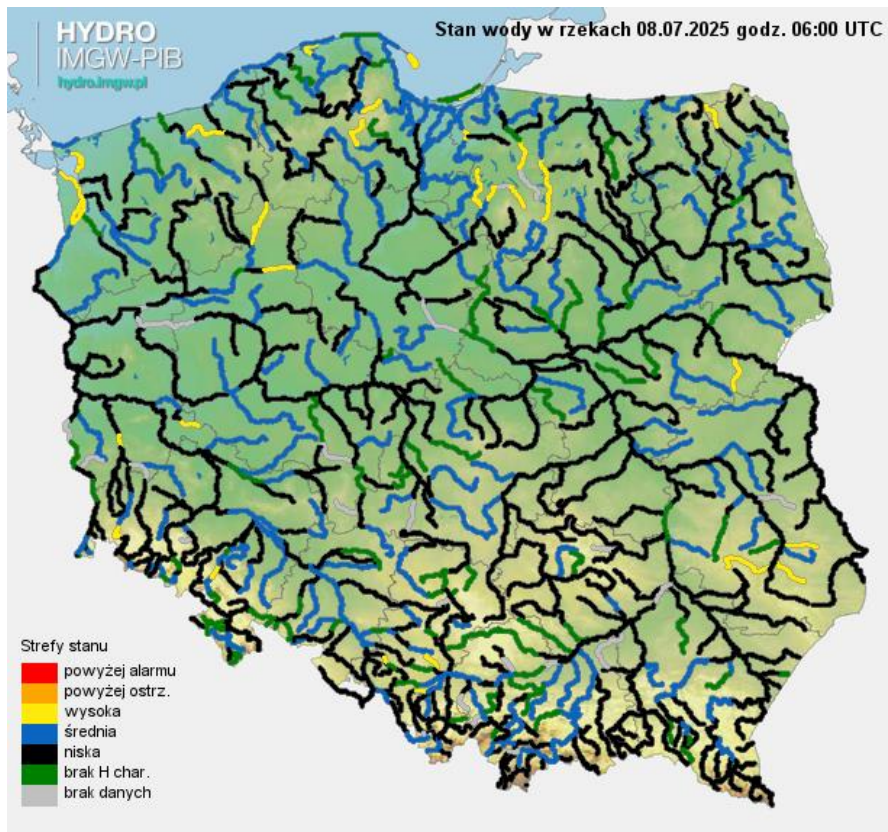 Stan wody w rzekach 08.07.2025 godz. 06:00 UTC
HYDRO
IMGW-PIB
hydro.imgw.pl
Strefy stanu
powyżej alarmu
powyżej ostrz.
wysoka
średnia
niska
brak H char.
brak danych